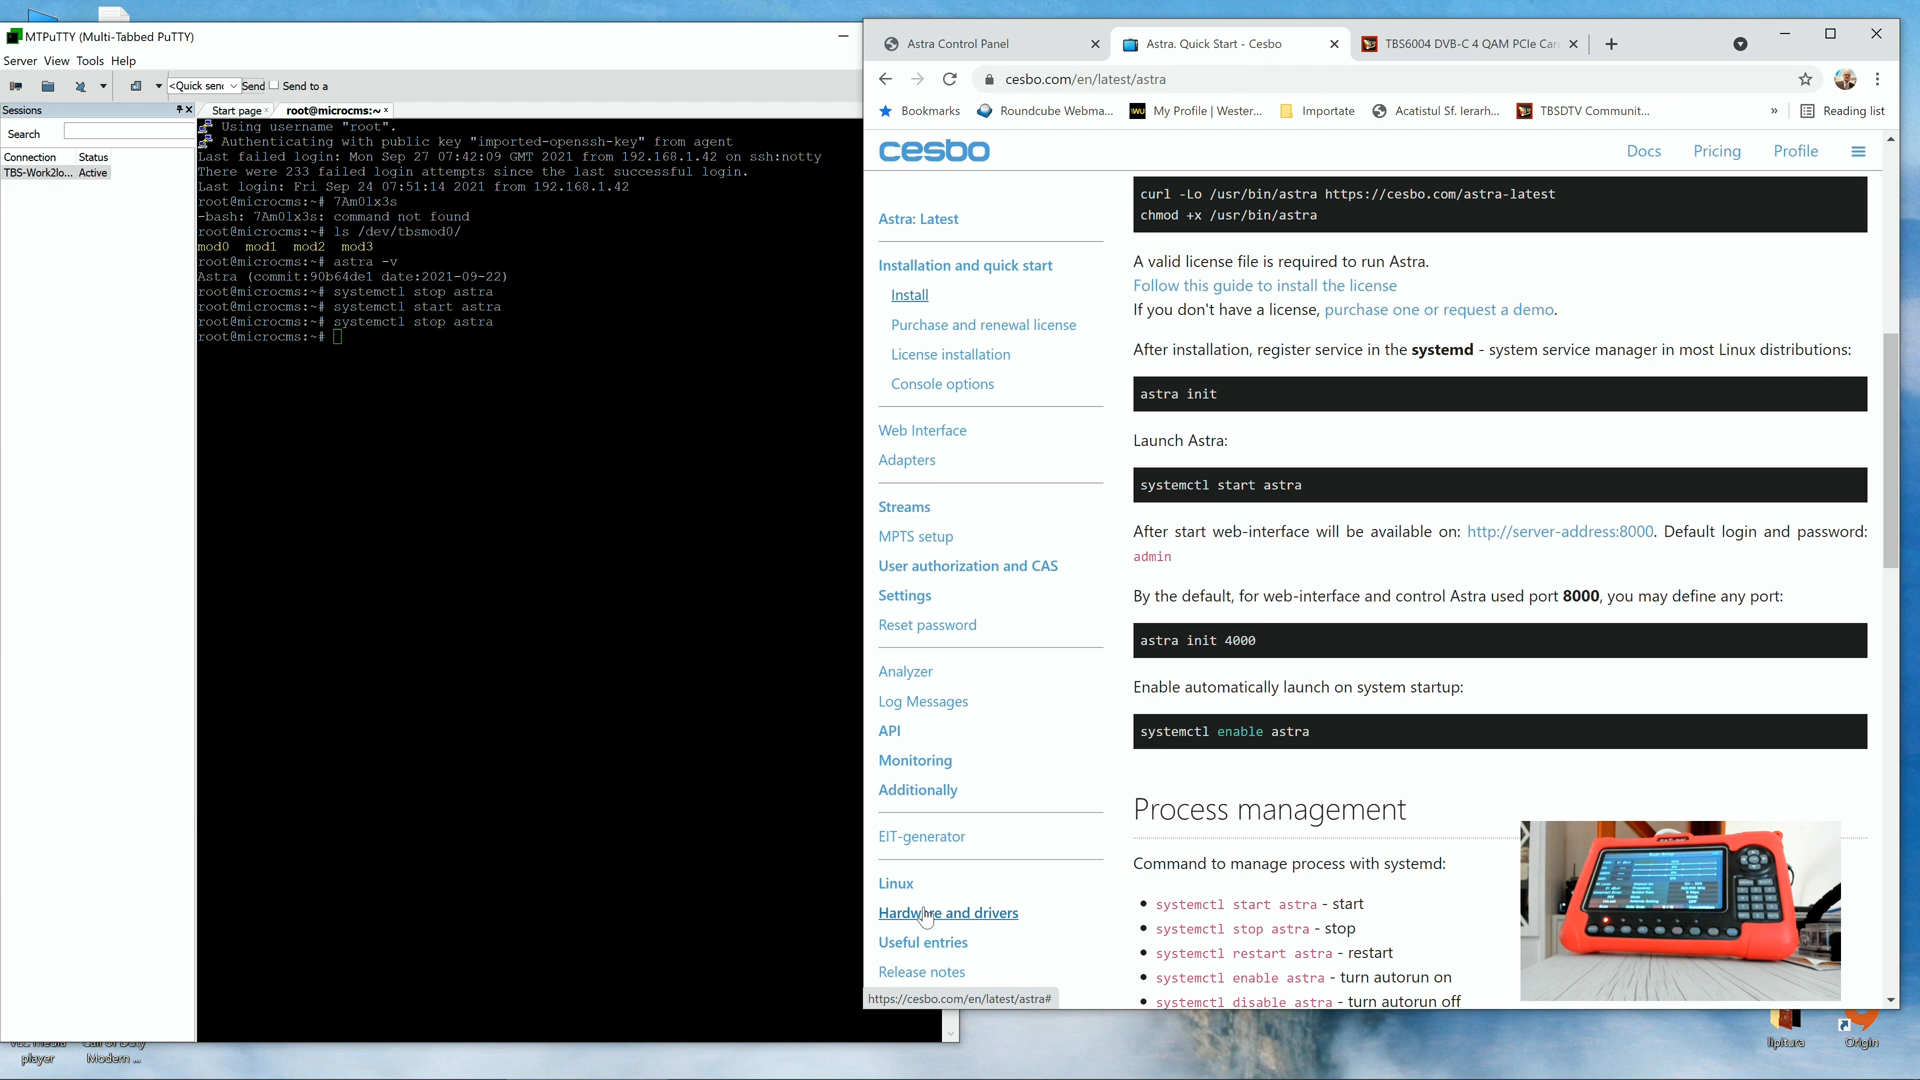 MTPuTTY (Multi-Tabbed PuTTY)
Server View Tools Help
Send
Send to a
Sessions
Start page
root@microcms:~
Search
Connection Status
TBS-Work2lo... Active
Using username "root".
Authenticating with public key "imported-openssh-key" from agent
Last failed login: Mon Sep 27 07:42:09 GMT 2021 from 192.168.1.42 on ssh:notty
There were 233 failed login attempts since the last successful login.
Last login: Fri Sep 24 07:51:14 2021 from 192.168.1.42
root@microcms:~# 7Am0lx3s
-bash: 7Am0lx3s: command not found
root@microcms:~# ls /dev/tbsmod0/
mod0 mod1 mod2 mod3
root@microcms:~# astra -v
Astra (commit:90b64de1 date:2021-09-22)
root@microcms:~# systemctl stop astra
root@microcms:~# systemctl start astra
root@microcms:~# systemctl stop astra
root@microcms:~#
Astra Control Panel
Astra. Quick Start - Cesbo
TBS6004 DVB-C 4 QAM PCIe Car
cesbo.com/en/latest/astra
Bookmarks
Roundcube Webma...
My Profile | Wester...
Importate
Acatistul Sf. Ierarh...
TBSDTV Communit...
»
Reading list
cesbo
Docs
Pricing
Profile
Astra: Latest
Installation and quick start
Install
Purchase and renewal license
License installation
Console options
Web Interface
Adapters
Streams
MPTS setup
User authorization and CAS
Settings
Reset password
Analyzer
Log Messages
API
Monitoring
Additionally
EIT-generator
Linux
Hardware and drivers
Useful entries
Release notes
https://cesbo.com/en/latest/astra#
curl -Lo /usr/bin/astra https://cesbo.com/astra-latest
chmod +x /usr/bin/astra
A valid license file is required to run Astra.
Follow this guide to install the license
If you don't have a license, purchase one or request a demo.
After installation, register service in the systemd - system service manager in most Linux distributions:
astra init
Launch Astra:
systemctl start astra
After start web-interface will be available on: http://server-address:8000. Default login and password:
admin
By the default, for web-interface and control Astra used port 8000, you may define any port:
astra init 4000
Enable automatically launch on system startup:
systemctl enable astra
Process management
Command to manage process with systemd:
systemctl start astra - start
systemctl stop astra - stop
systemctl restart astra - restart
systemctl enable astra - turn autorun on
systemctl disable astra - turn autorun off
player
Modern ...
lipitura
Origin